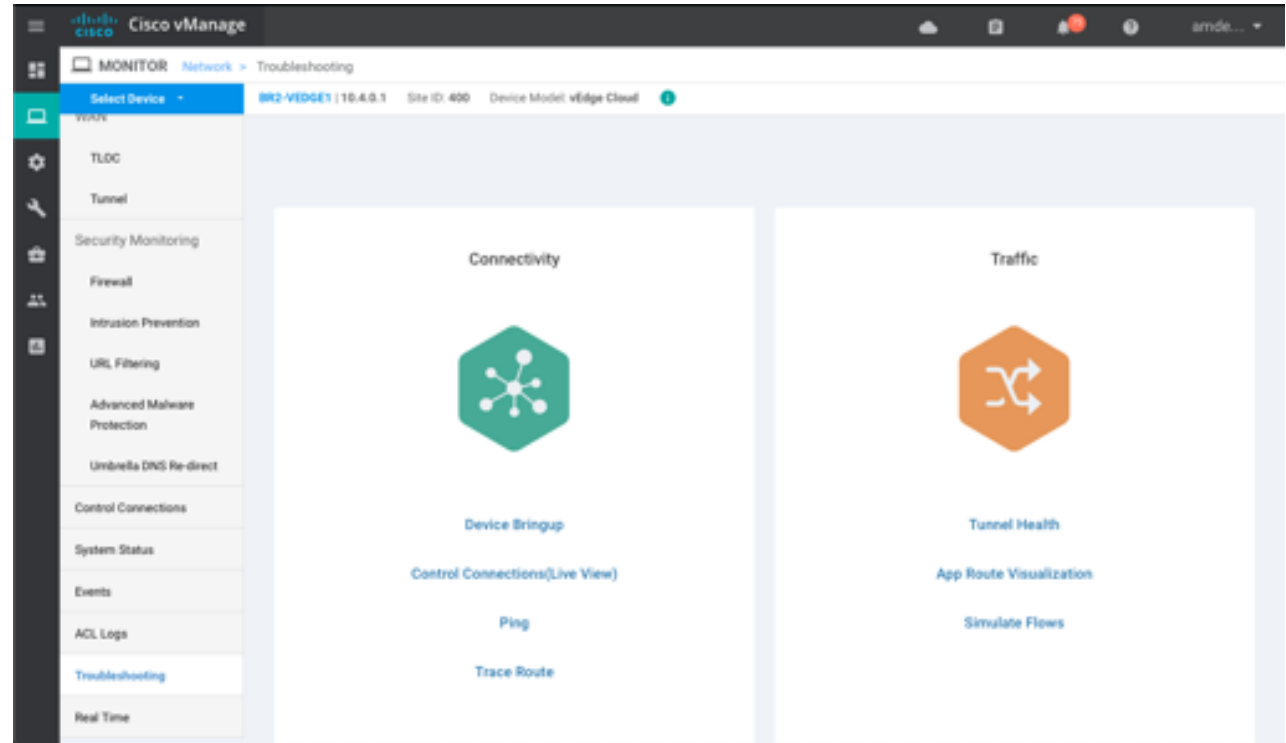 cisco Cisco vManage
amde...
MONITOR Network > Troubleshooting
Select Device
BR2-VEDGE1 | 10.4.0.1 Site ID: 400 Device Model: vEdge Cloud
WAN
TLOC
Tunnel
Security Monitoring
Firewall
Intrusion Prevention
URL Filtering
Advanced Malware
Protection
Umbrella DNS Re-direct
Control Connections
System Status
Events
ACL Logs
Troubleshooting
Real Time
Connectivity
Device Bringup
Control Connections(Live View)
Ping
Trace Route
Traffic
Tunnel Health
App Route Visualization
Simulate Flows